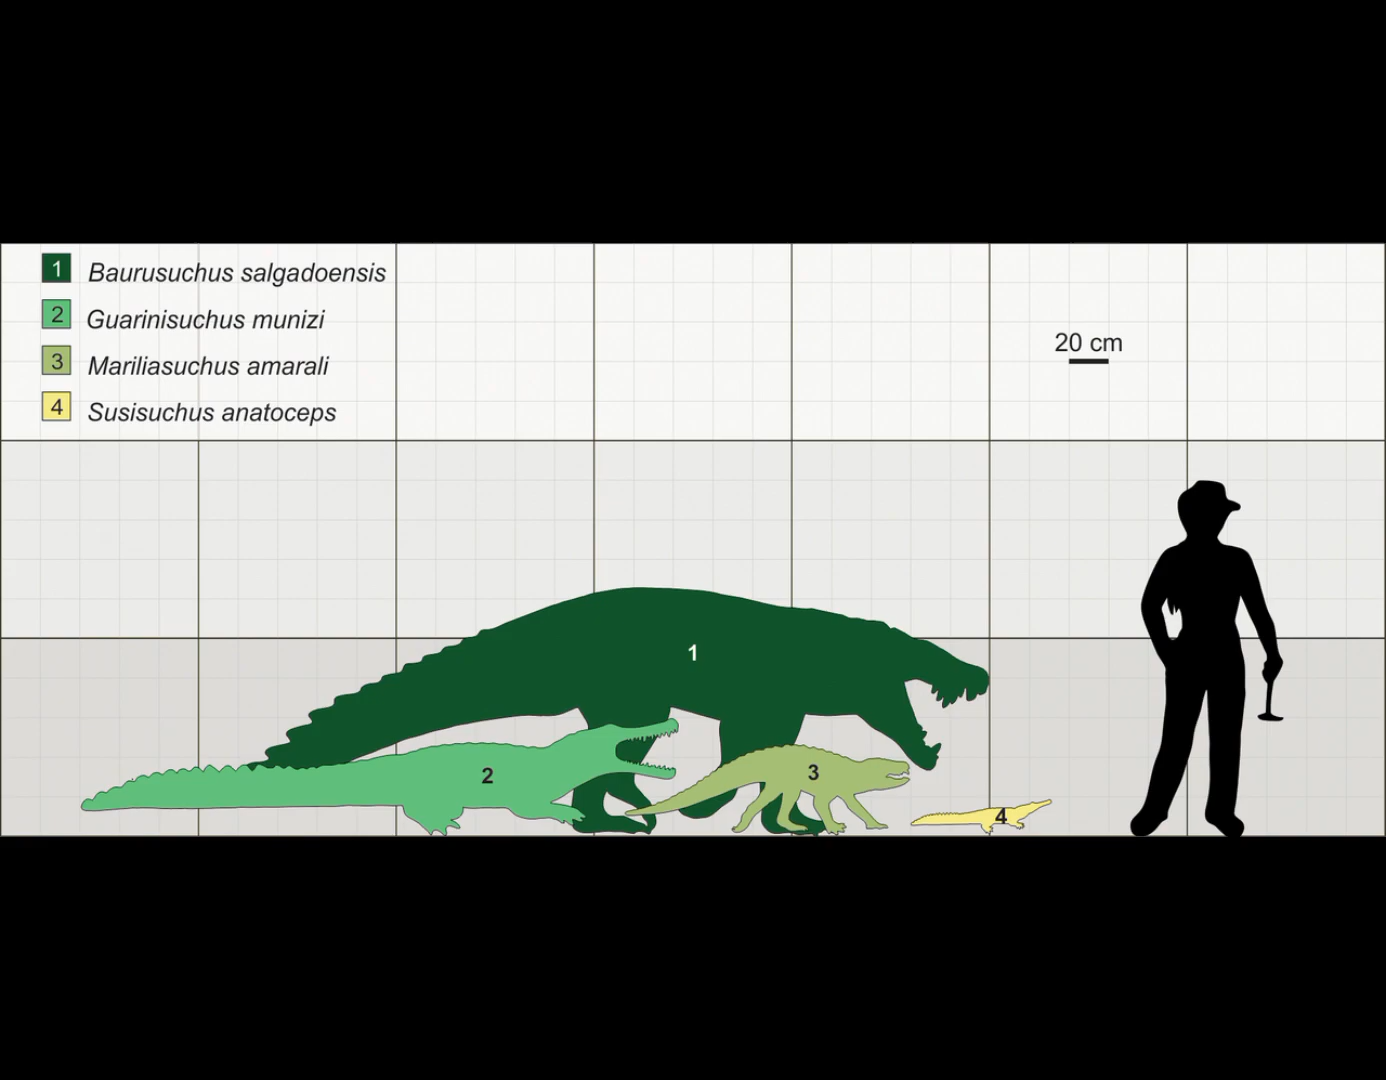 1 Baurusuchus salgadoensis
2 Guarinisuchus munizi
3 Mariliasuchus amarali
4 Susisuchus anatoceps
20 cm
1
2
3
4